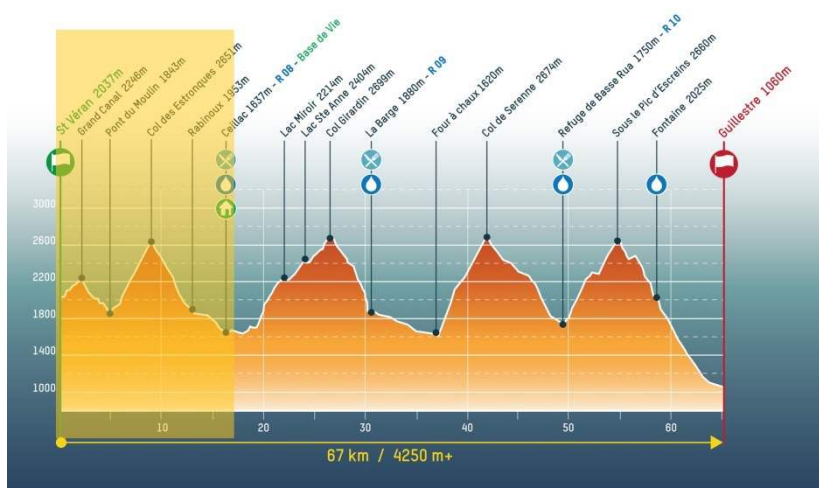 St Véran 2037m
Grand Canal 2246m
Pont du Moulin 1843m
Col des Estronques 2651m
Rabinoux 1953m
Ceillac 1637m - R 08 - Base de Vie
Lac Miroir 2214m
Lac Ste Anne 2404m
Col Girardin 2699m
La Barge 1880m - R 09
Four à chaux 1620m
Col de Serenne 2674m
Refuge de Basse Rua 1750m - R 10
Sous le Pic d'Escreins 2660m
Fontaine 2025m
Guillestre 1060m
3000
2600
2200
1800
1400
1000
10 20 30 40 50 60
67 km / 4250 m+